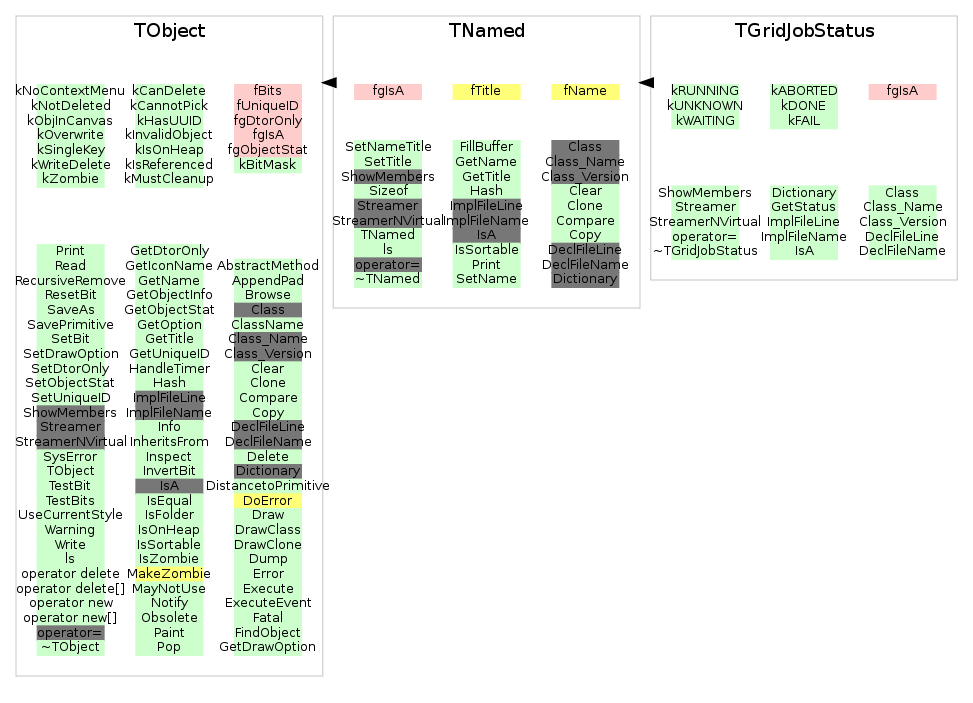 TObject
TNamed
TGridJobStatus
kNoContextMenu kCanDelete fBits
kNotDeleted kCannotPick fUniqueID
kObjInCanvas kHasUUID fgDtorOnly
kOverwrite kInvalidObject fgIsA
kSingleKey kIsOnHeap fgObjectStat
kWriteDelete kIsReferenced kBitMask
kZombie kMustCleanup
Print GetDtorOnly
Read GetIconName AbstractMethod
RecursiveRemove GetName AppendPad
ResetBit GetObjectInfo Browse
SaveAs GetObjectStat Class
SavePrimitive GetOption ClassName
SetBit GetTitle Class_Name
SetDrawOption GetUniqueID Class_Version
SetDtorOnly HandleTimer Clear
SetObjectStat Hash Clone
SetUniqueID ImplFileLine Compare
ShowMembers ImplFileName Copy
Streamer Info DeclFileLine
StreamerNVirtual InheritsFrom DeclFileName
SysError Inspect Delete
TObject InvertBit Dictionary
TestBit IsA DistancetoPrimitive
TestBits IsEqual DoError
UseCurrentStyle IsFolder Draw
Warning IsOnHeap DrawClass
Write IsSortable DrawClone
ls IsZombie Dump
operator delete MakeZombie Error
operator delete[] MayNotUse Execute
operator new Notify ExecuteEvent
operator new[] Obsolete Fatal
operator= Paint FindObject
~TObject Pop GetDrawOption
fgIsA fTitle fName
SetNameTitle FillBuffer Class
SetTitle GetName Class_Name
ShowMembers GetTitle Class_Version
Sizeof Hash Clear
Streamer ImplFileLine Clone
StreamerNVirtual ImplFileName Compare
TNamed IsA Copy
ls IsSortable DeclFileLine
operator= Print DeclFileName
~TNamed SetName Dictionary
kRUNNING kABORTED fgIsA
kUNKNOWN kDONE
kWAITING kFAIL
ShowMembers Dictionary Class
Streamer GetStatus Class_Name
StreamerNVirtual ImplFileLine Class_Version
operator= ImplFileName DeclFileLine
~TGridJobStatus IsA DeclFileName